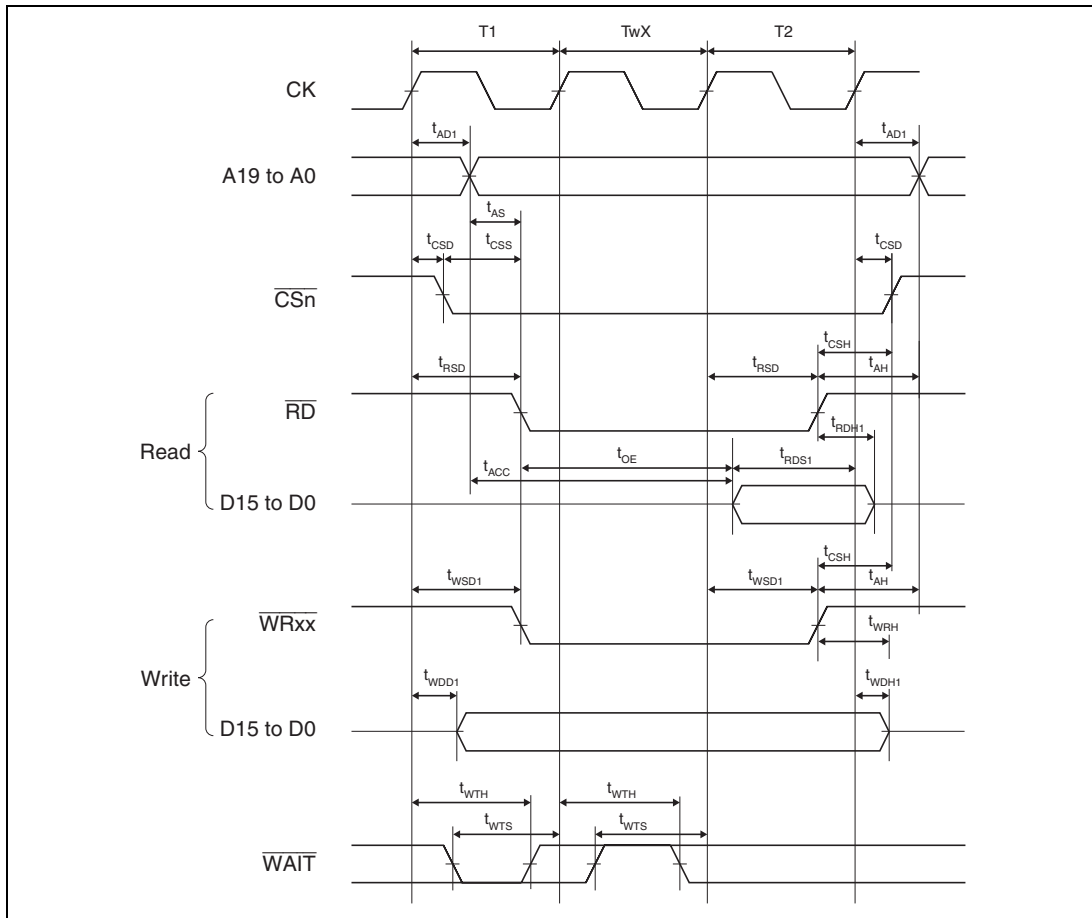 T1 TwX T2
CK
tAD1 tAD1
A19 to A0
tAS
tCSD tCSS tCSD
CSn
tCSH
tRSD tRSD tAH
RD
tRDH1
Read
tOE tRDS1
tACC
D15 to D0
tCSH
tWSD1 tWSD1 tAH
WRxx
tWRH
Write
tWDD1 tWDH1
D15 to D0
tWTH tWTH
tWTS tWTS
WAIT